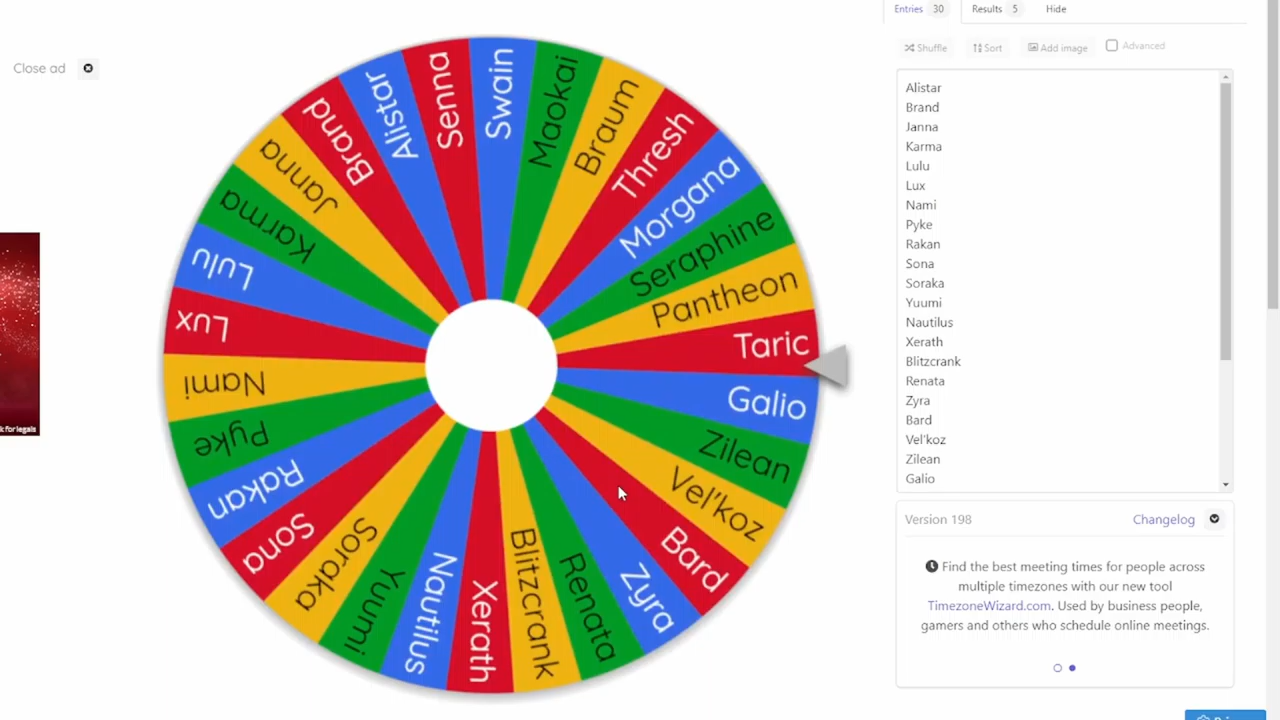 Entries 30
Results 5
Hide
Close ad
Shuffle
Sort
Add image
Advanced
Swain
Maokai
Braum
Thresh
Morgana
Seraphine
Pantheon
Taric
Galio
Zilean
Vel'koz
Bard
Zyra
Renata
Blitzcrank
Xerath
Nautilus
Yuumi
Soraka
Sona
Rakan
Pyke
Nami
Lux
Lulu
Karma
Janna
Brand
Alistar
Senna
Alistar
Brand
Janna
Karma
Lulu
Lux
Nami
Pyke
Rakan
Sona
Soraka
Yuumi
Nautilus
Xerath
Blitzcrank
Renata
Zyra
Bard
Vel'koz
Zilean
Galio
Version 198
Changelog
Find the best meeting times for people across
multiple timezones with our new tool
TimezoneWizard.com. Used by business people,
gamers and others who schedule online meetings.
for legals